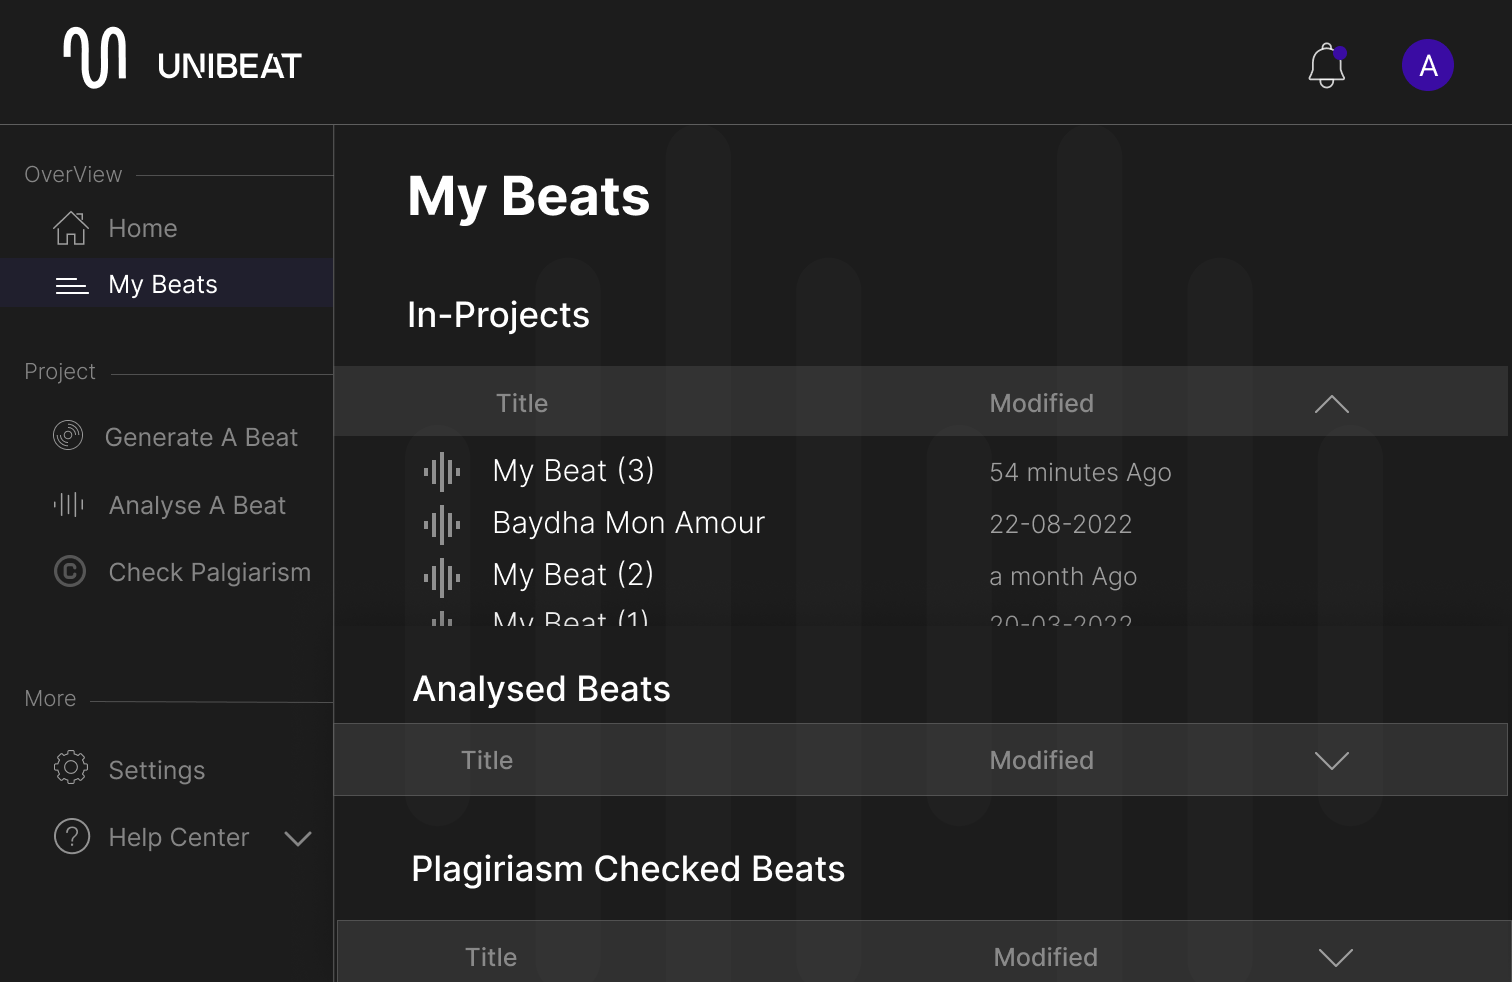 UNIBEAT
A
OverView
Home
My Beats
Project
Generate A Beat
Analyse A Beat
Check Palgiarism
More
Settings
? Help Center
My Beats
In-Projects
Title Modified
My Beat (3) 54 minutes Ago
Baydha Mon Amour 22-08-2022
My Beat (2) a month Ago
My Beat (1) 20-03-2022
Analysed Beats
Title Modified
Plagiriasm Checked Beats
Title Modified